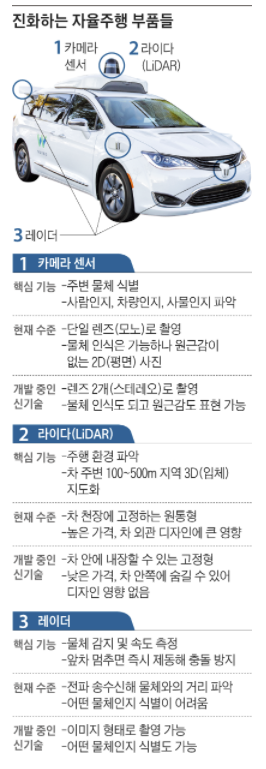 진화하는 자율주행 부품들
1 카메라 센서
2 라이다 (LiDAR)
3 레이더
1 카메라 센서
핵심 기능 -주변 물체 식별
-사람인지, 차량인지, 사물인지 파악
현재 수준 -단일 렌즈(모노)로 촬영
-물체 인식은 가능하나 원근감이
없는 2D(평면) 사진
개발 중인 신기술 -렌즈 2개(스테레오)로 촬영
-물체 인식도 되고 원근감도 표현 가능
2 라이다(LiDAR)
핵심 기능 -주행 환경 파악
-차 주변 100~500m 지역 3D(입체)
지도화
현재 수준 -차 천장에 고정하는 원통형
-높은 가격, 차 외관 디자인에 큰 영향
개발 중인 신기술 -차 안에 내장할 수 있는 고정형
-낮은 가격, 차 안쪽에 숨길 수 있어
디자인 영향 없음
3 레이더
핵심 기능 -물체 감지 및 속도 측정
-앞차 멈추면 즉시 제동해 충돌 방지
현재 수준 -전파 송수신해 물체와의 거리 파악
-어떤 물체인지 식별이 어려움
개발 중인 신기술 -이미지 형태로 촬영 가능
-어떤 물체인지 식별도 가능